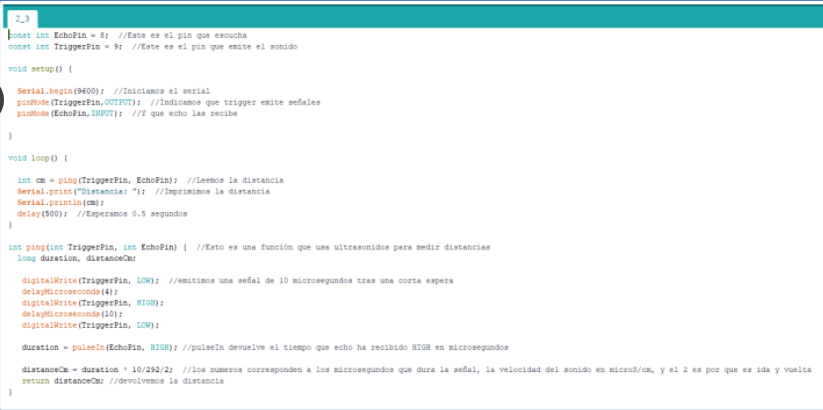 2_3
const int EchoPin = 8;  //Este es el pin que escucha
const int TriggerPin = 9;  //Este es el pin que emite el sonido
void setup() {
Serial.begin(9600);  //Iniciamos el serial
pinMode(TriggerPin,OUTPUT);  //Indicamos que trigger emite señales
pinMode(EchoPin,INPUT);  //Y que echo las recibe
}
void loop() {
int cm = ping(TriggerPin, EchoPin);  //Leemos la distancia
Serial.print("Distancia: ");  //Imprimimos la distancia
Serial.println(cm);
delay(500);  //Esperamos 0.5 segundos
}
int ping(int TriggerPin, int EchoPin) {  //Esto es una función que usa ultrasonidos para medir distancias
long duration, distanceCm;
digitalWrite(TriggerPin, LOW);  //emitimos una señal de 10 microsegundos tras una corta espera
delayMicroseconds(4);
digitalWrite(TriggerPin, HIGH);
delayMicroseconds(10);
digitalWrite(TriggerPin, LOW);
duration = pulseIn(EchoPin, HIGH); //pulseIn devuelve el tiempo que echo ha recibido HIGH en microsegundos
distanceCm = duration * 10/292/2;  //los numeros corresponden a los microsegundos que dura la señal, la velocidad del sonido en microS/cm, y el 2 es por que es ida y vuelta
return distanceCm; //devolvemos la distancia
}